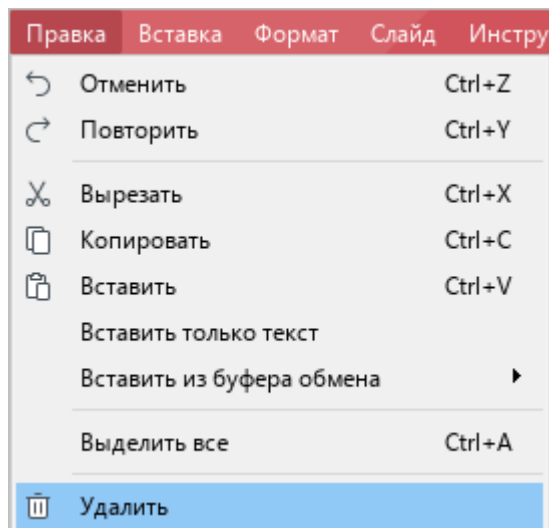 Правка Вставка Формат Слайд Инстру
Отменить Ctrl+Z
Повторить Ctrl+Y
Вырезать Ctrl+X
Копировать Ctrl+C
Вставить Ctrl+V
Вставить только текст
Вставить из буфера обмена
Выделить все Ctrl+A
Удалить